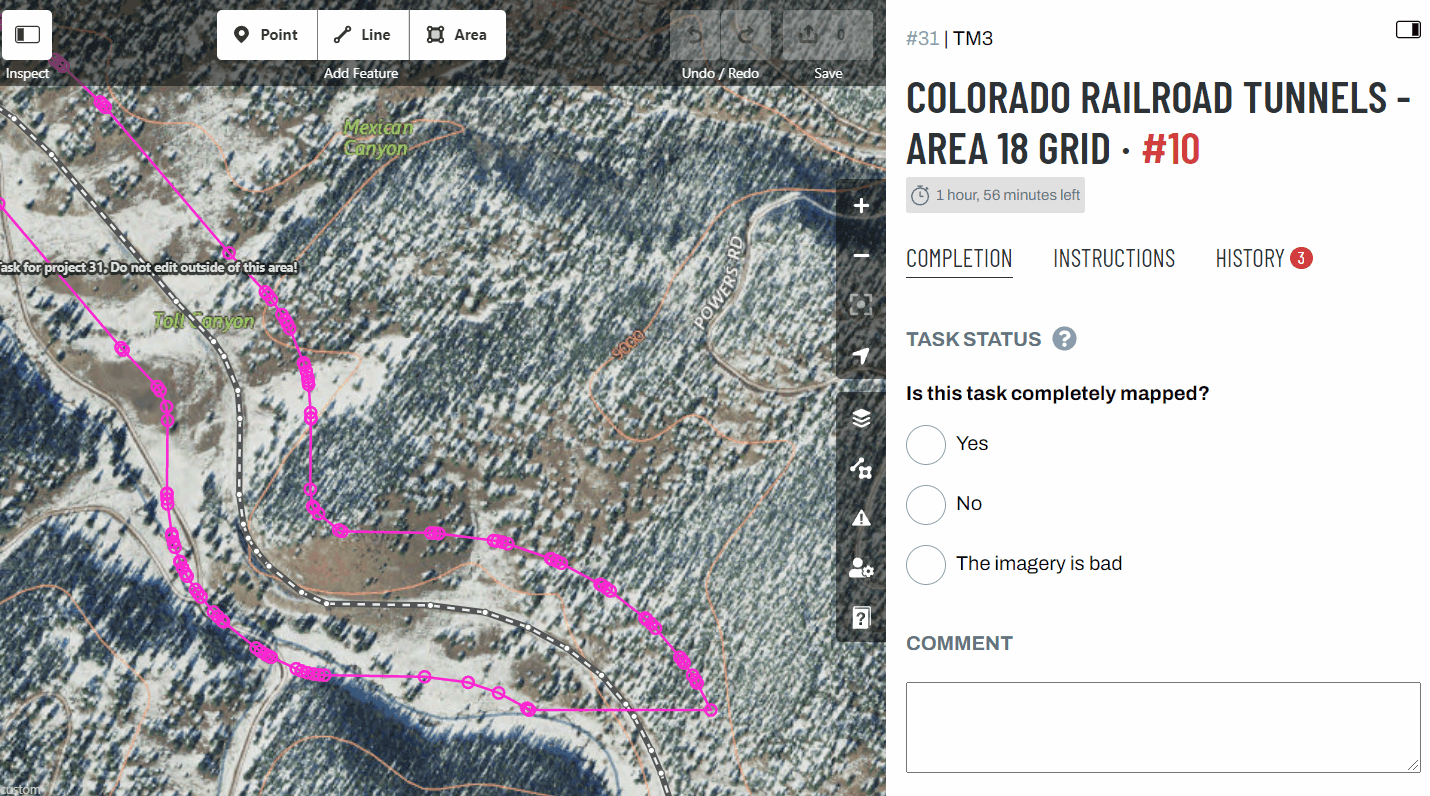 Point
Line
Area
0
Inspect
Add Feature
Undo / Redo
Save
Mexican
Canyon
POWERS RD
Task for project 31. Do not edit outside of this area!
Toll Canyon
9000
?
custom
#31 | TM3
COLORADO RAILROAD TUNNELS -
AREA 18 GRID · #10
1 hour, 56 minutes left
COMPLETION INSTRUCTIONS HISTORY 3
TASK STATUS ?
Is this task completely mapped?
Yes
No
The imagery is bad
COMMENT